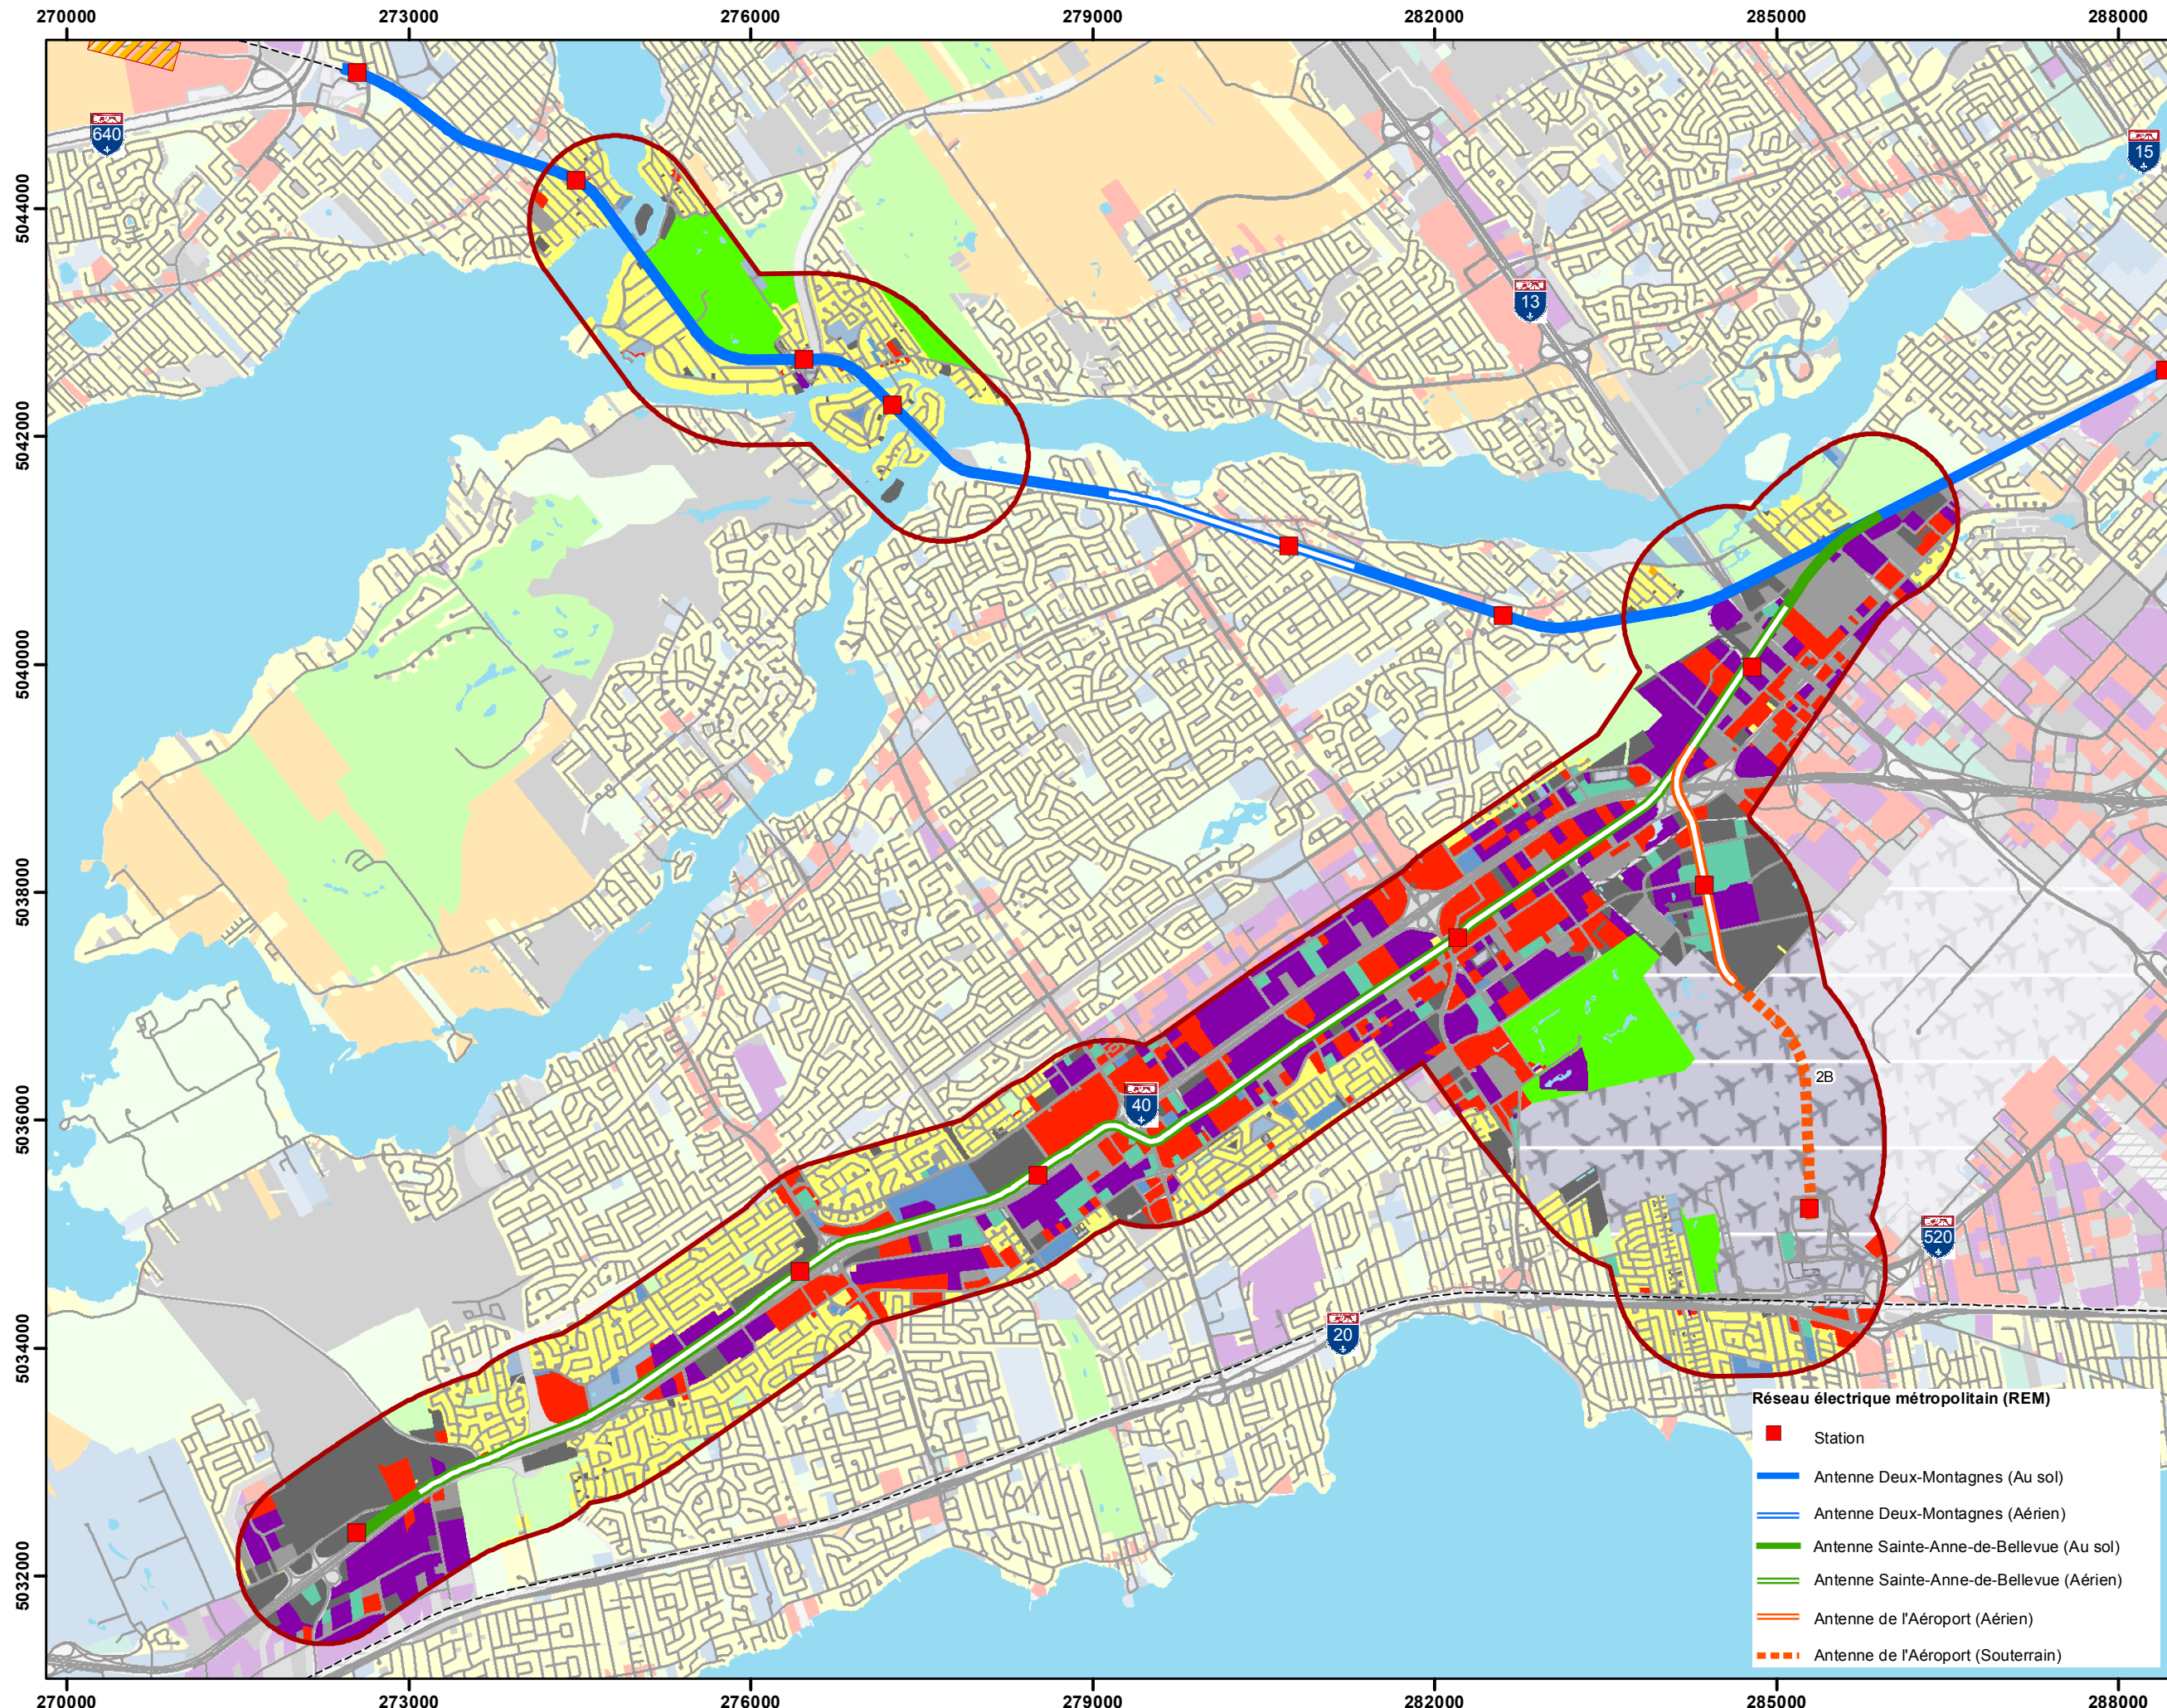 270000 273000 276000 279000 282000 285000 288000
640
15
5044000
13
5042000
5040000
5038000
40
2B
5036000
520
20
5034000
Réseau électrique métropolitain (REM)
Station
Antenne Deux-Montagnes (Au sol)
Antenne Deux-Montagnes (Aérien)
Antenne Sainte-Anne-de-Bellevue (Au sol)
5032000
Antenne Sainte-Anne-de-Bellevue (Aérien)
Antenne de l'Aéroport (Aérien)
Antenne de l'Aéroport (Souterrain)
270000 273000 276000 279000 282000 285000 288000